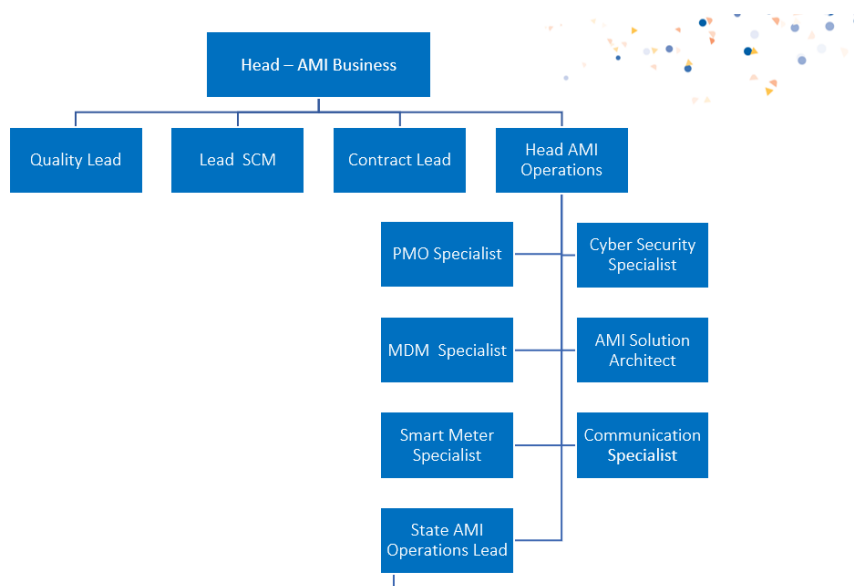 Head – AMI Business
Quality Lead
Lead SCM
Contract Lead
Head AMI
Operations
PMO Specialist
Cyber Security
Specialist
MDM Specialist
AMI Solution
Architect
Smart Meter
Specialist
Communication
Specialist
State AMI
Operations Lead